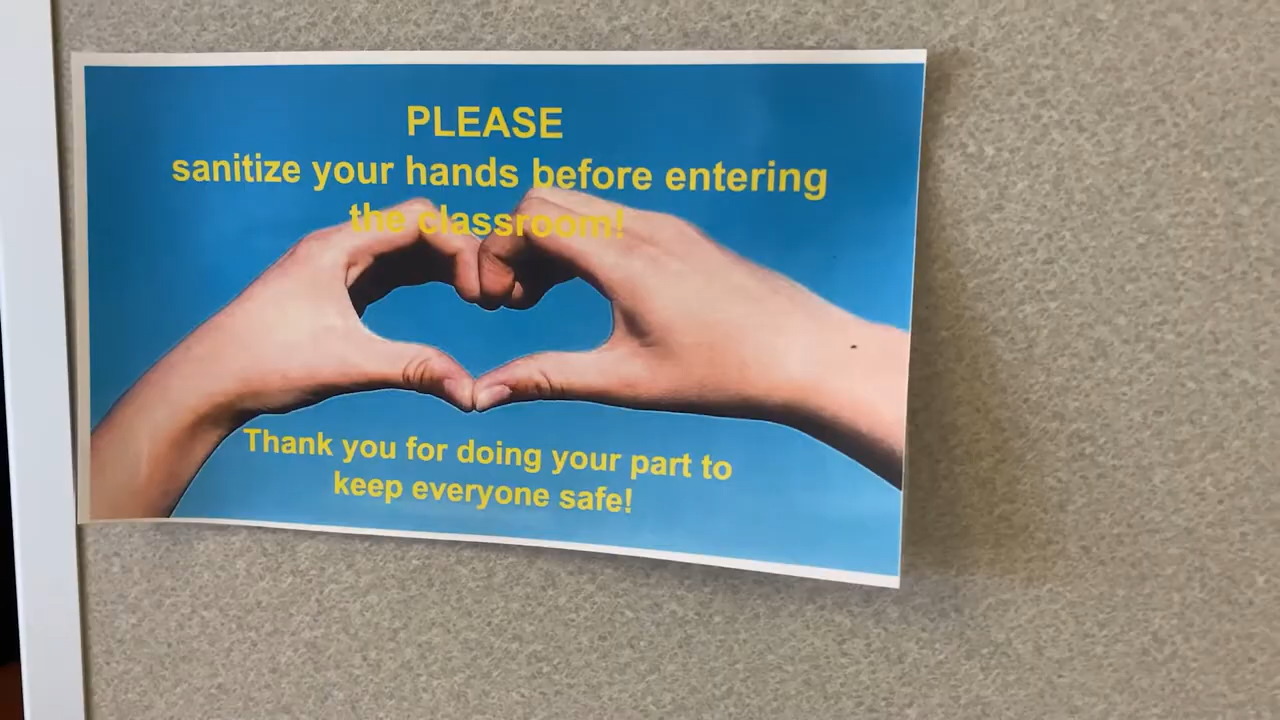 PLEASE
sanitize your hands before entering
the classroom!
Thank you for doing your part to
keep everyone safe!